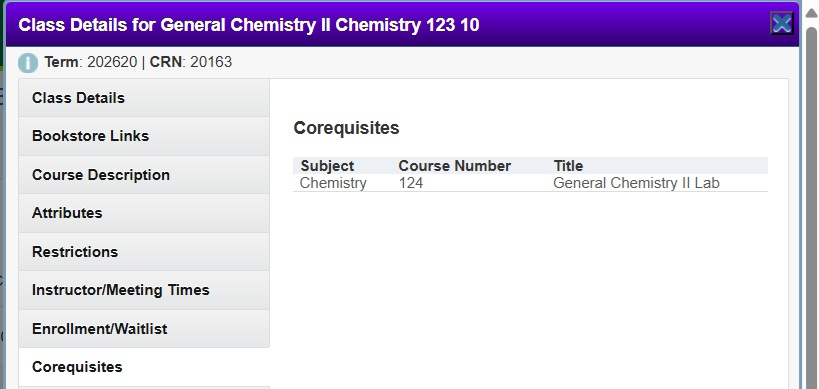 Class Details for General Chemistry II Chemistry 123 10
Term: 202620 | CRN: 20163
Class Details
Bookstore Links
Course Description
Attributes
Restrictions
Instructor/Meeting Times
Enrollment/Waitlist
Corequisites
Corequisites
Subject Course Number Title
Chemistry 124 General Chemistry II Lab